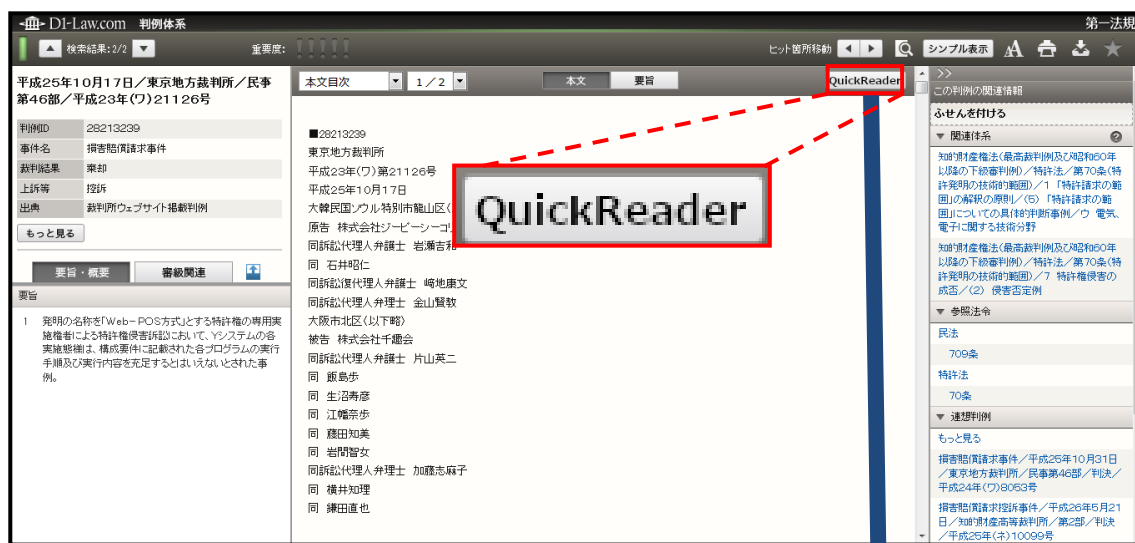 D1-Law.com 判例体系
第一法規
検索結果:2/2
重要度:
ヒット箇所移動
シンプル表示
平成25年10月17日／東京地方裁判所／民事
第46部／平成23年(ワ)21126号
判例ID 28213239
事件名 損害賠償請求事件
裁判結果 棄却
上訴等 控訴
出典 裁判所ウェブサイト掲載判例
もっと見る
要旨・概要 審級関連
要旨
1 発明の名称を「Web－POS方式」とする特許権の専用実
施権者による特許権侵害訴訟において、Yシステムの各
実施態様は、構成要件に記載された各プログラムの実行
手順及び実行内容を充足するとはいえないとされた事
例。
本文目次 1／2
本文 要旨
QuickReader
■28213239
東京地方裁判所
平成23年(ワ)第21126号
平成25年10月17日
大韓民国ソウル特別市龍山区(
原告 株式会社ジーピーシーコリ
同訴訟代理人弁護士 岩瀬吉和
同 石井昭仁
同訴訟復代理人弁護士 崎地康文
同訴訟代理人弁理士 金山賢教
大阪市北区(以下略)
被告 株式会社千趣会
同訴訟代理人弁護士 片山英二
同 飯島歩
同 生沼寿彦
同 江幡奈歩
同 藤田知美
同 岩間智女
同訴訟代理人弁理士 加藤志麻子
同 横井知理
同 鎌田直也
QuickReader
>>
この判例の関連情報
ふせんを付ける
▼ 関連体系
知的財産権法(最高裁判例及び昭和60年
以降の下級審判例)／特許法／第70条(特
許発明の技術的範囲)／1 「特許請求の範
囲」の解釈の原則／(5) 「特許請求の範
囲」についての具体的判断事例／ウ 電気、
電子に関する技術分野
知的財産権法(最高裁判例及び昭和60年
以降の下級審判例)／特許法／第70条(特
許発明の技術的範囲)／7 特許権侵害の
成否／(2) 侵害否定例
▼ 参照法令
民法
709条
特許法
70条
▼ 連想判例
もっと見る
損害賠償請求事件／平成25年10月31日
／東京地方裁判所／民事第46部／判決／
平成24年(ワ)8053号
損害賠償請求控訴事件／平成26年5月21
日／知的財産高等裁判所／第2部／判決
／平成25年(ネ)10099号